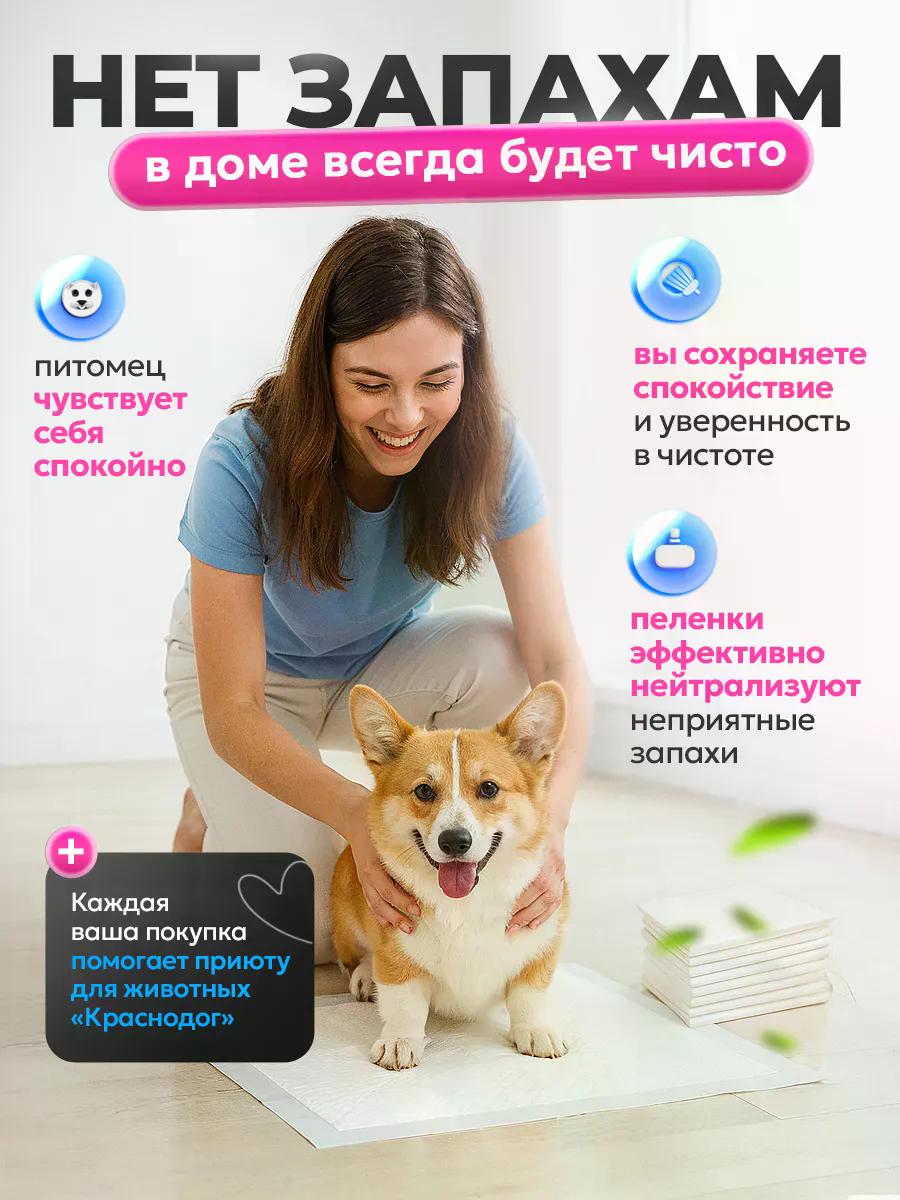 НЕТ ЗАПАХАМ
в доме всегда будет чисто
питомец
чувствует
себя
спокойно
вы сохраняете
спокойствие
и уверенность
в чистоте
пеленки
эффективно
нейтрализуют
неприятные
запахи
+
Каждая
ваша покупка
помогает приюту
для животных
«Краснодог»